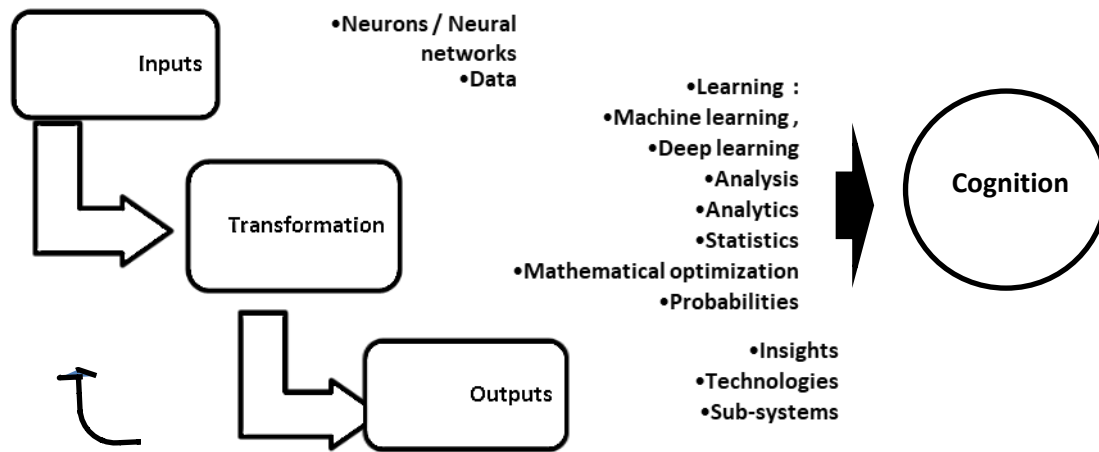 Inputs
•Neurons / Neural
networks
•Data
Transformation
•Learning :
•Machine learning ,
•Deep learning
•Analysis
•Analytics
•Statistics
•Mathematical optimization
•Probabilities
Cognition
Outputs
•Insights
•Technologies
•Sub-systems